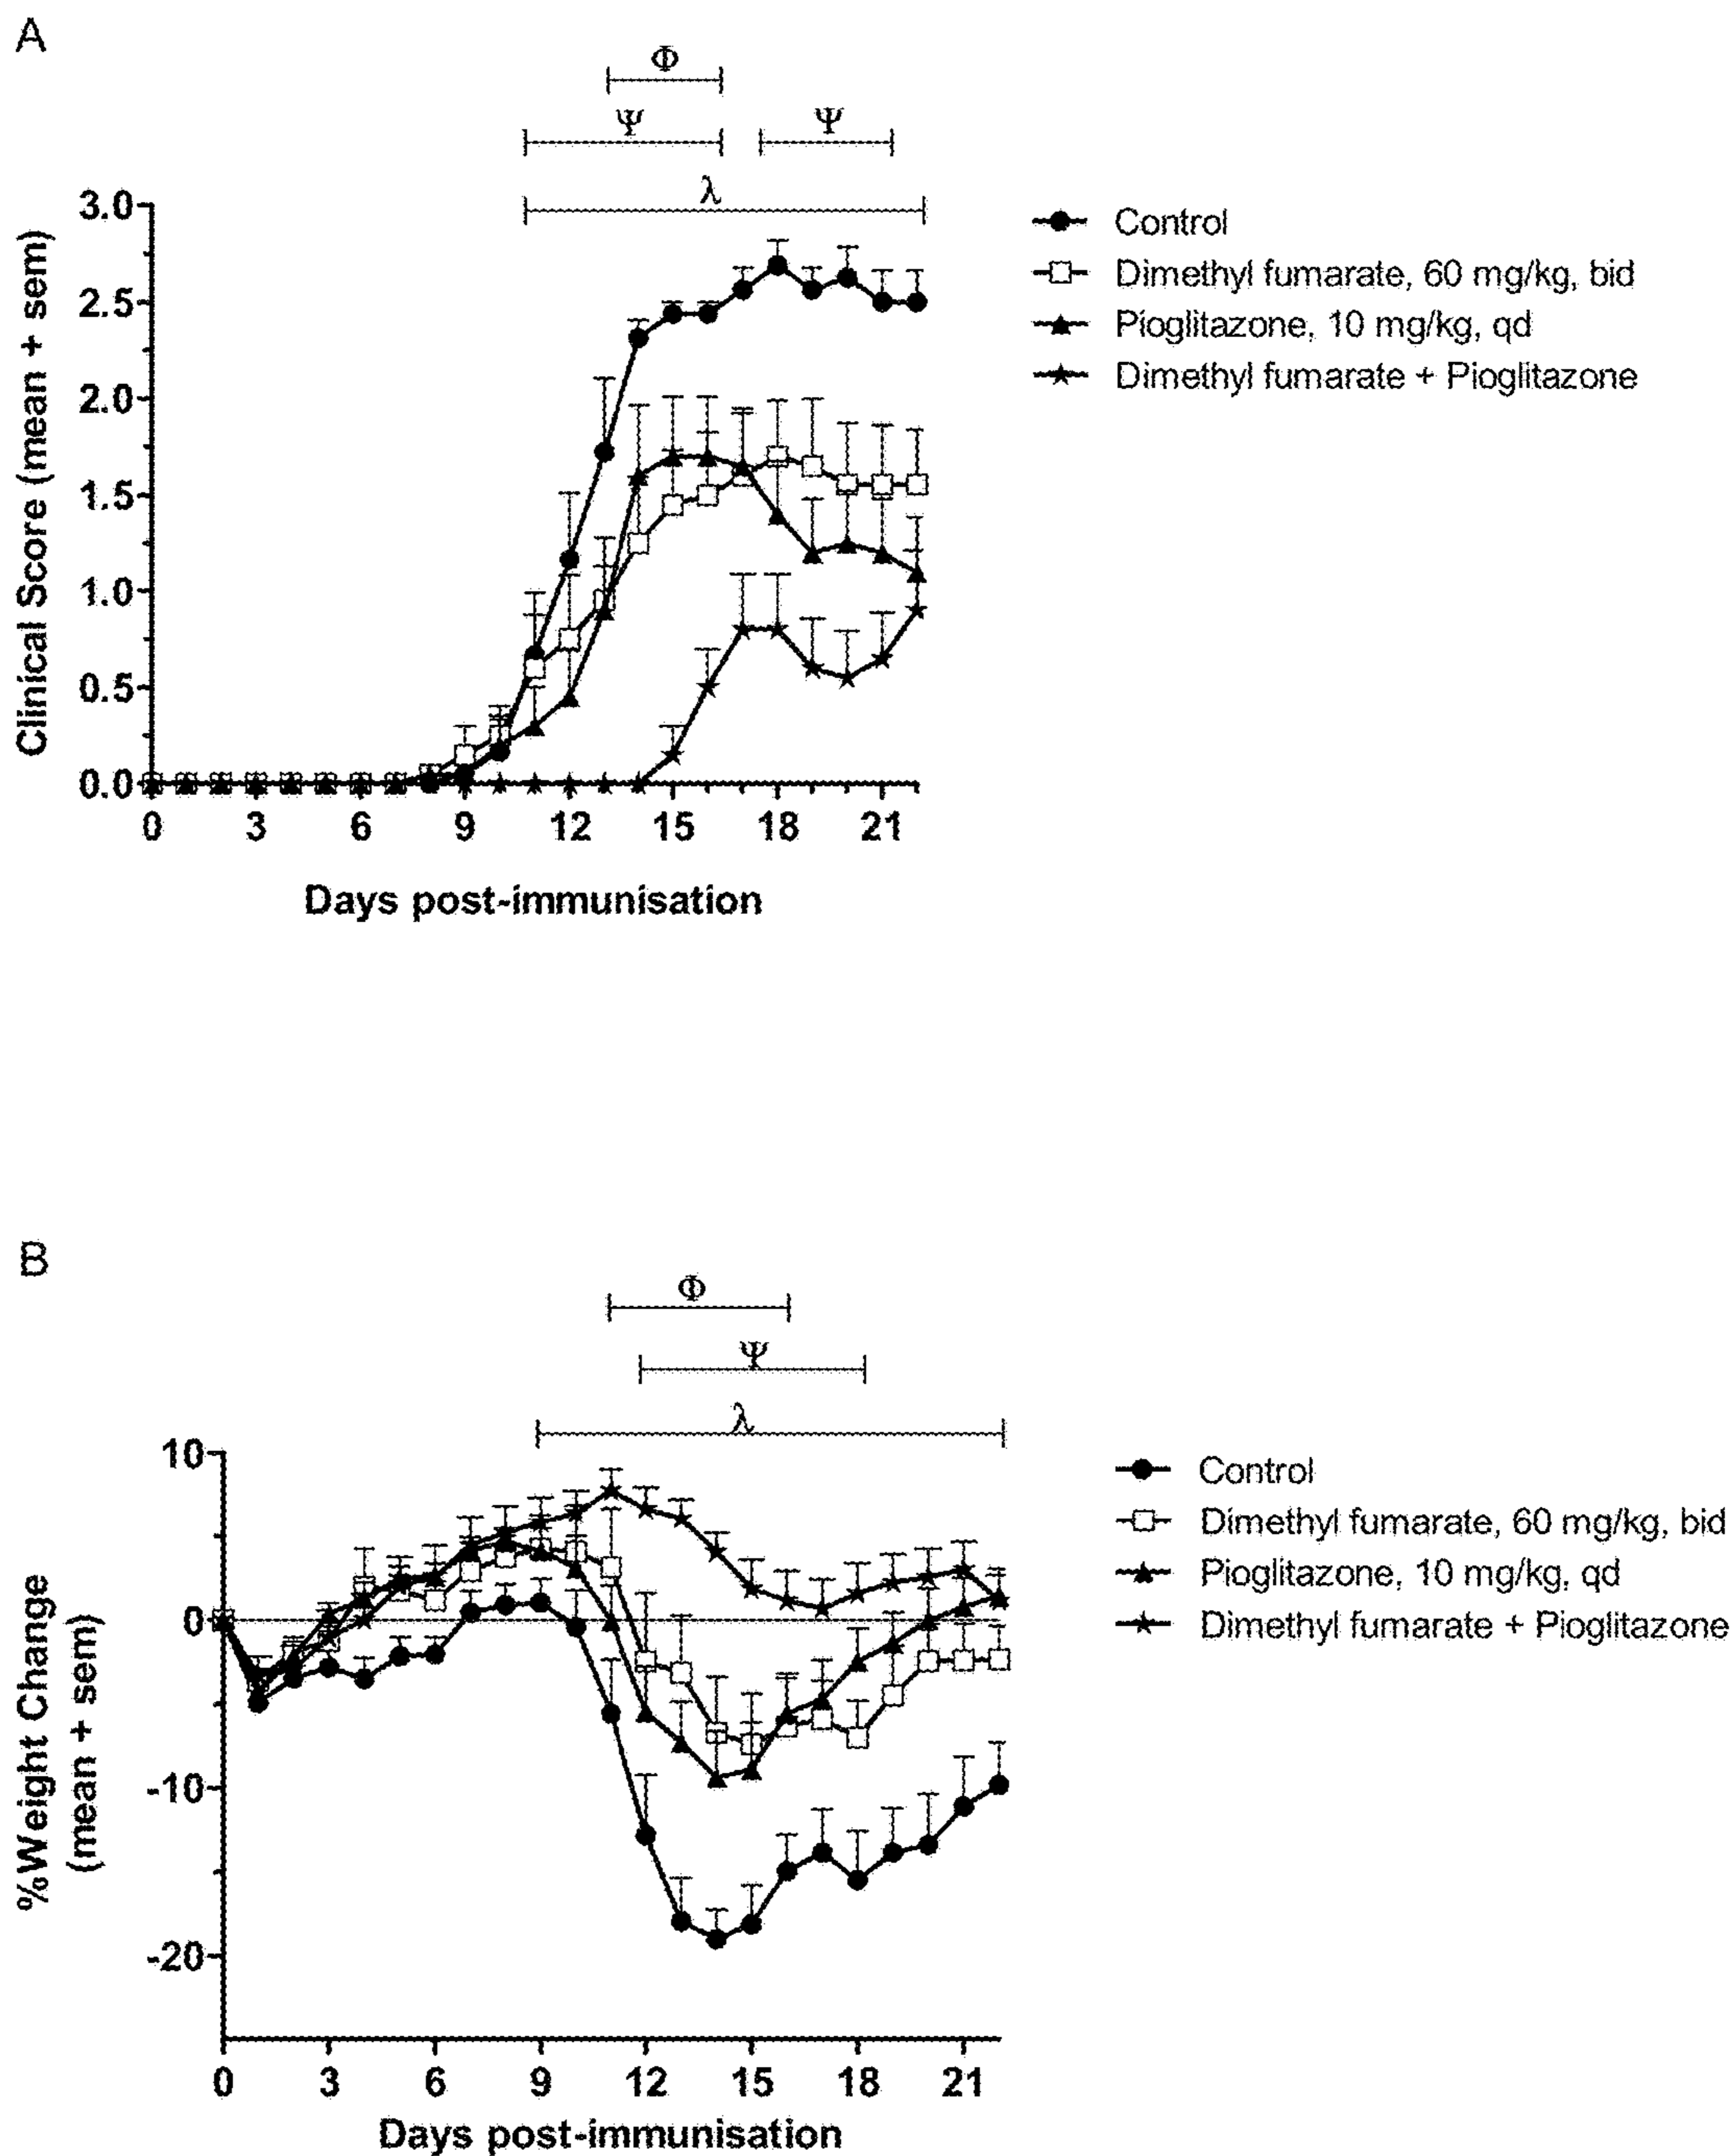 A
Φ
Ψ Ψ
λ
3.0
2.5
2.0
1.5
1.0
0.5
0.0
Clinical Score (mean + sem)
0 3 6 9 12 15 18 21
Days post-immunisation
Control
Dimethyl fumarate, 60 mg/kg, bid
Pioglitazone, 10 mg/kg, qd
Dimethyl fumarate + Pioglitazone
B
Φ
Ψ
λ
10
0
-10
-20
%Weight Change
(mean + sem)
0 3 6 9 12 15 18 21
Days post-immunisation
Control
Dimethyl fumarate, 60 mg/kg, bid
Pioglitazone, 10 mg/kg, qd
Dimethyl fumarate + Pioglitazone